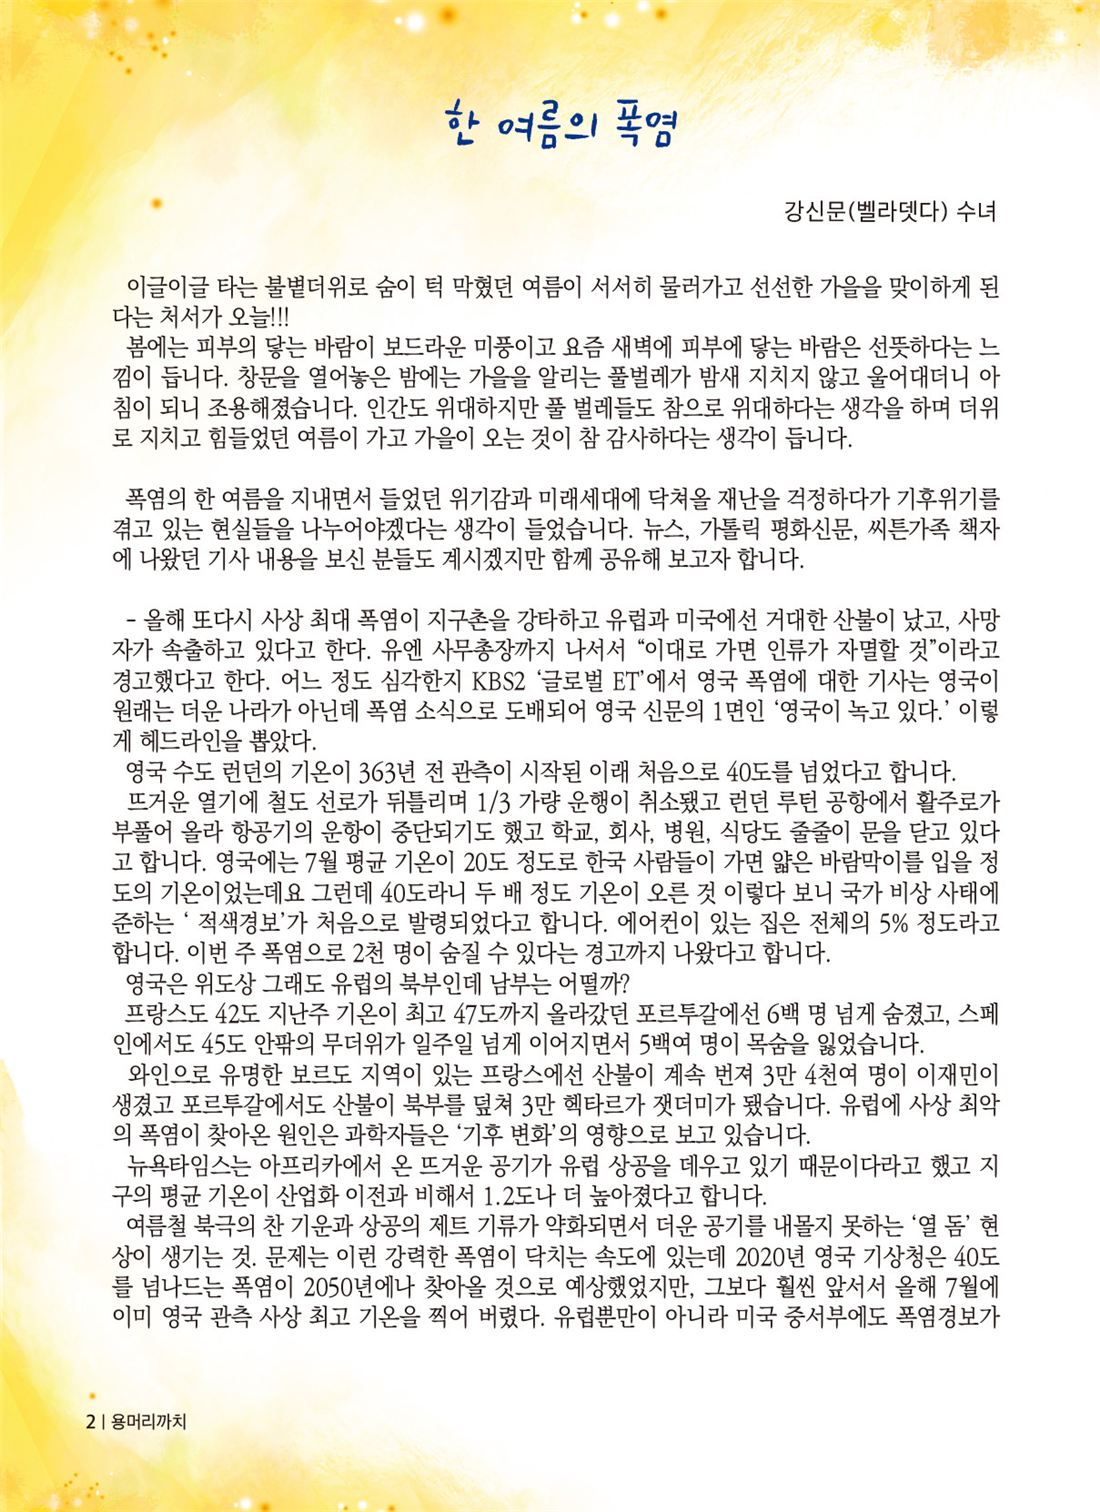 한 여름의 폭염
강신문(벨라뎃다) 수녀
이글이글 타는 불볕더위로 숨이 턱 막혔던 여름이 서서히 물러가고 선선한 가을을 맞이하게 된
다는 처서가 오늘!!!
봄에는 피부의 닿는 바람이 보드라운 미풍이고 요즘 새벽에 피부에 닿는 바람은 선뜻하다는 느
낌이 듭니다. 창문을 열어놓은 밤에는 가을을 알리는 풀벌레가 밤새 지치지 않고 울어대더니 아
침이 되니 조용해졌습니다. 인간도 위대하지만 풀 벌레들도 참으로 위대하다는 생각을 하며 더위
로 지치고 힘들었던 여름이 가고 가을이 오는 것이 참 감사하다는 생각이 듭니다.
폭염의 한 여름을 지내면서 들었던 위기감과 미래세대에 닥쳐올 재난을 걱정하다가 기후위기를
겪고 있는 현실들을 나누어야겠다는 생각이 들었습니다. 뉴스, 가톨릭 평화신문, 씨튼가족 책자
에 나왔던 기사 내용을 보신 분들도 계시겠지만 함께 공유해 보고자 합니다.
- 올해 또다시 사상 최대 폭염이 지구촌을 강타하고 유럽과 미국에선 거대한 산불이 났고, 사망
자가 속출하고 있다고 한다. 유엔 사무총장까지 나서서 “이대로 가면 인류가 자멸할 것”이라고
경고했다고 한다. 어느 정도 심각한지 KBS2 ‘글로벌 ET’에서 영국 폭염에 대한 기사는 영국이
원래는 더운 나라가 아닌데 폭염 소식으로 도배되어 영국 신문의 1면인 ‘영국이 녹고 있다.’ 이렇
게 헤드라인을 뽑았다.
영국 수도 런던의 기온이 363년 전 관측이 시작된 이래 처음으로 40도를 넘었다고 합니다.
뜨거운 열기에 철도 선로가 뒤틀리며 1/3 가량 운행이 취소됐고 런던 루턴 공항에서 활주로가
부풀어 올라 항공기의 운항이 중단되기도 했고 학교, 회사, 병원, 식당도 줄줄이 문을 닫고 있다
고 합니다. 영국에는 7월 평균 기온이 20도 정도로 한국 사람들이 가면 얇은 바람막이를 입을 정
도의 기온이었는데요 그런데 40도라니 두 배 정도 기온이 오른 것 이렇다 보니 국가 비상 사태에
준하는 ‘ 적색경보’가 처음으로 발령되었다고 합니다. 에어컨이 있는 집은 전체의 5% 정도라고
합니다. 이번 주 폭염으로 2천 명이 숨질 수 있다는 경고까지 나왔다고 합니다.
영국은 위도상 그래도 유럽의 북부인데 남부는 어떨까?
프랑스도 42도 지난주 기온이 최고 47도까지 올라갔던 포르투갈에선 6백 명 넘게 숨졌고, 스페
인에서도 45도 안팎의 무더위가 일주일 넘게 이어지면서 5백여 명이 목숨을 잃었습니다.
와인으로 유명한 보르도 지역이 있는 프랑스에선 산불이 계속 번져 3만 4천여 명이 이재민이
생겼고 포르투갈에서도 산불이 북부를 덮쳐 3만 헥타르가 잿더미가 됐습니다. 유럽에 사상 최악
의 폭염이 찾아온 원인은 과학자들은 ‘기후 변화’의 영향으로 보고 있습니다.
뉴욕타임스는 아프리카에서 온 뜨거운 공기가 유럽 상공을 데우고 있기 때문이다라고 했고 지
구의 평균 기온이 산업화 이전과 비해서 1.2도나 더 높아졌다고 합니다.
여름철 북극의 찬 기운과 상공의 제트 기류가 약화되면서 더운 공기를 내몰지 못하는 ‘열 돔’ 현
상이 생기는 것. 문제는 이런 강력한 폭염이 닥치는 속도에 있는데 2020년 영국 기상청은 40도
를 넘나드는 폭염이 2050년에나 찾아올 것으로 예상했었지만, 그보다 훨씬 앞서서 올해 7월에
이미 영국 관측 사상 최고 기온을 찍어 버렸다. 유럽뿐만이 아니라 미국 중서부에도 폭염경보가
2 | 용머리까치